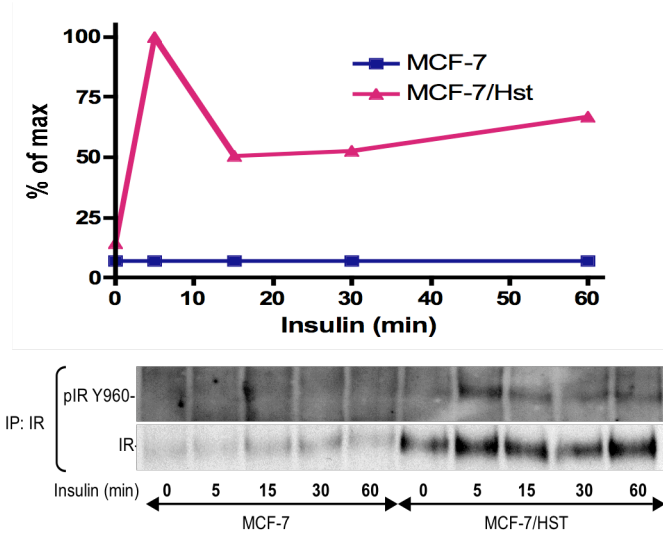 % of max
100
75
50
25
0
MCF-7
MCF-7/Hst
0 10 20 30 40 50 60
Insulin (min)
IP: IR
pIR Y960-
IR-
Insulin (min) 0 5 15 30 60 0 5 15 30 60
MCF-7 MCF-7/HST